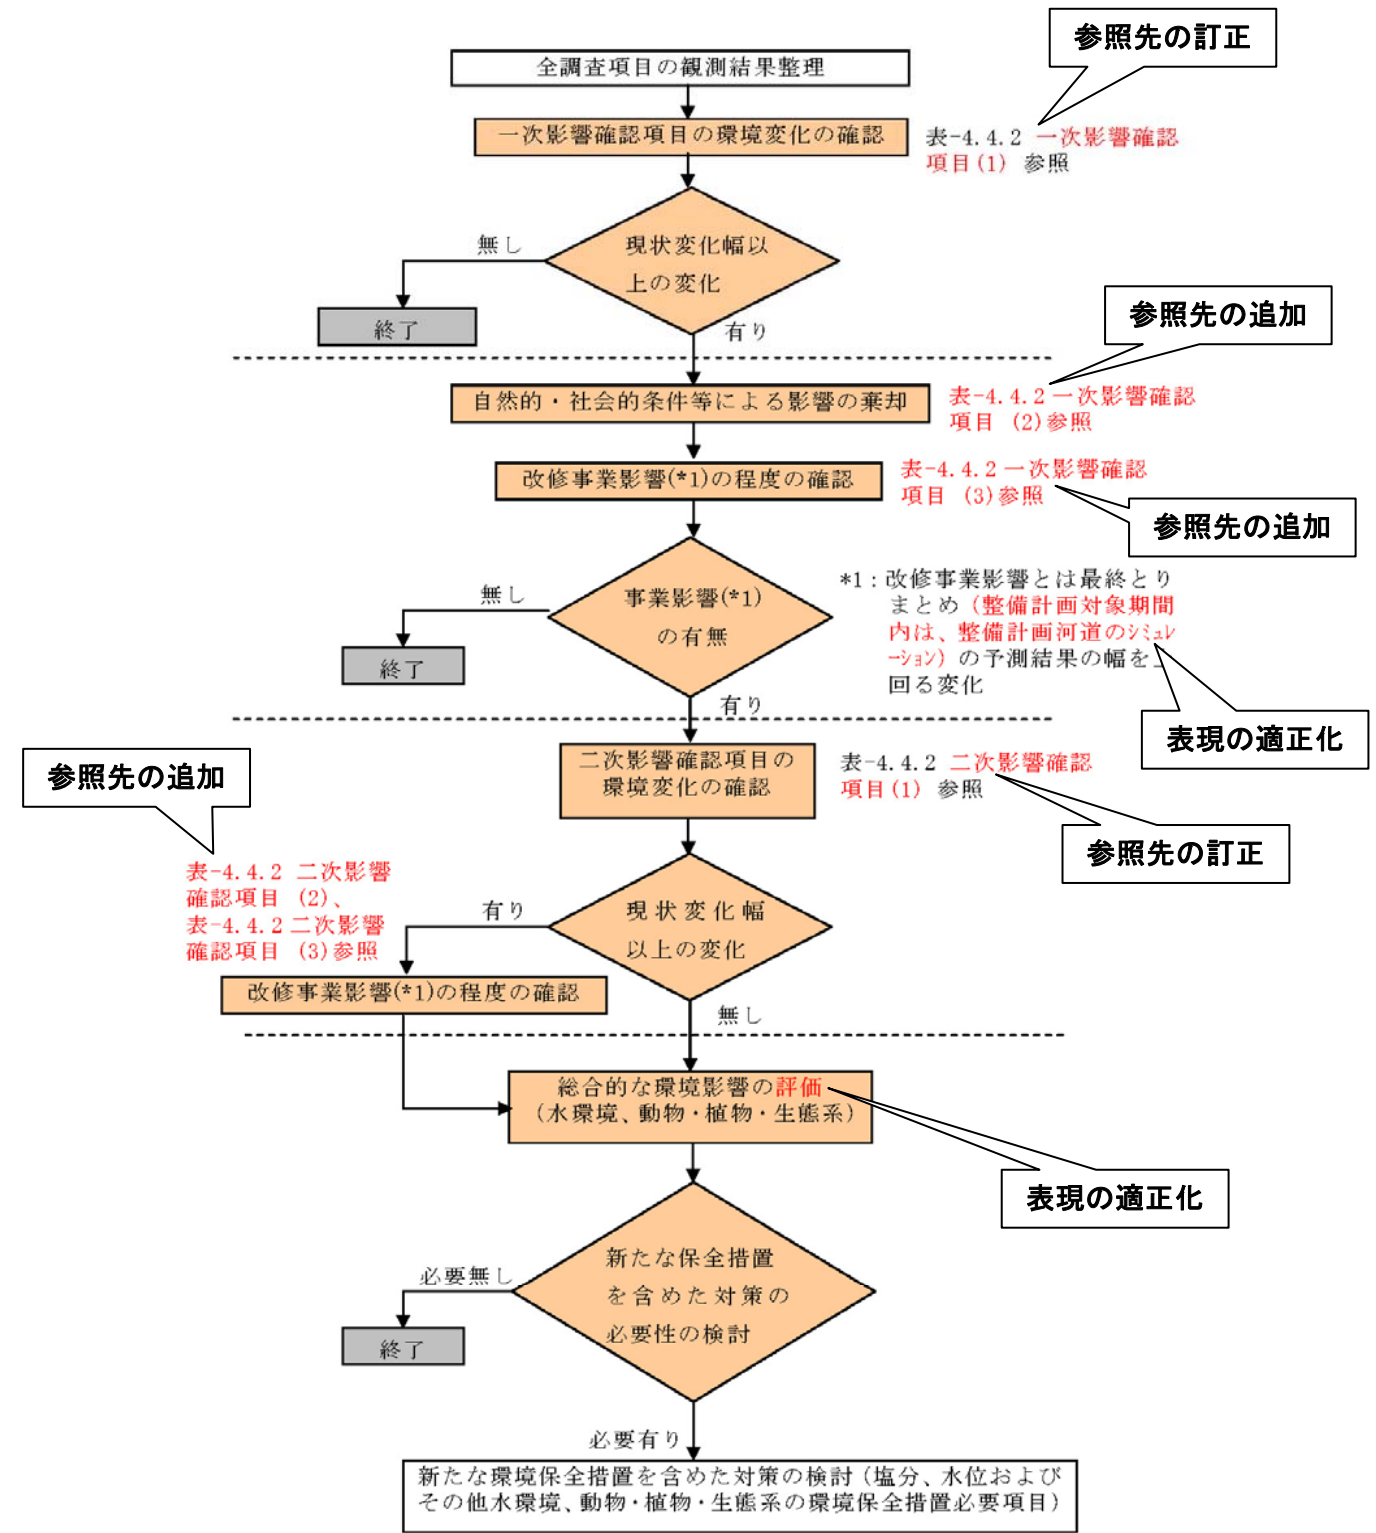 参照先の訂正
全調査項目の観測結果整理
一次影響確認項目の環境変化の確認
表-4.4.2 一次影響確認
項目(1) 参照
現状変化幅以
上の変化
無し
終了
有り
参照先の追加
自然的・社会的条件等による影響の棄却
表-4.4.2一次影響確認
項目 (2)参照
改修事業影響(*1)の程度の確認
表-4.4.2一次影響確認
項目 (3)参照
参照先の追加
事業影響(*1)
の有無
無し
終了
有り
*1：改修事業影響とは最終とり
まとめ（整備計画対象期間
内は、整備計画河道のｼﾐｭﾚ
ｰｼｮﾝ）の予測結果の幅を上
回る変化
表現の適正化
二次影響確認項目の
環境変化の確認
表-4.4.2 二次影響確認
項目(1) 参照
参照先の訂正
参照先の追加
表-4.4.2 二次影響
確認項目 (2)、
表-4.4.2二次影響
確認項目 (3)参照
現状変化幅
以上の変化
有り
改修事業影響(*1)の程度の確認
無し
総合的な環境影響の評価
（水環境、動物・植物・生態系）
表現の適正化
新たな保全措置
を含めた対策の
必要性の検討
必要無し
終了
必要有り
新たな環境保全措置を含めた対策の検討（塩分、水位および
その他水環境、動物・植物・生態系の環境保全措置必要項目）